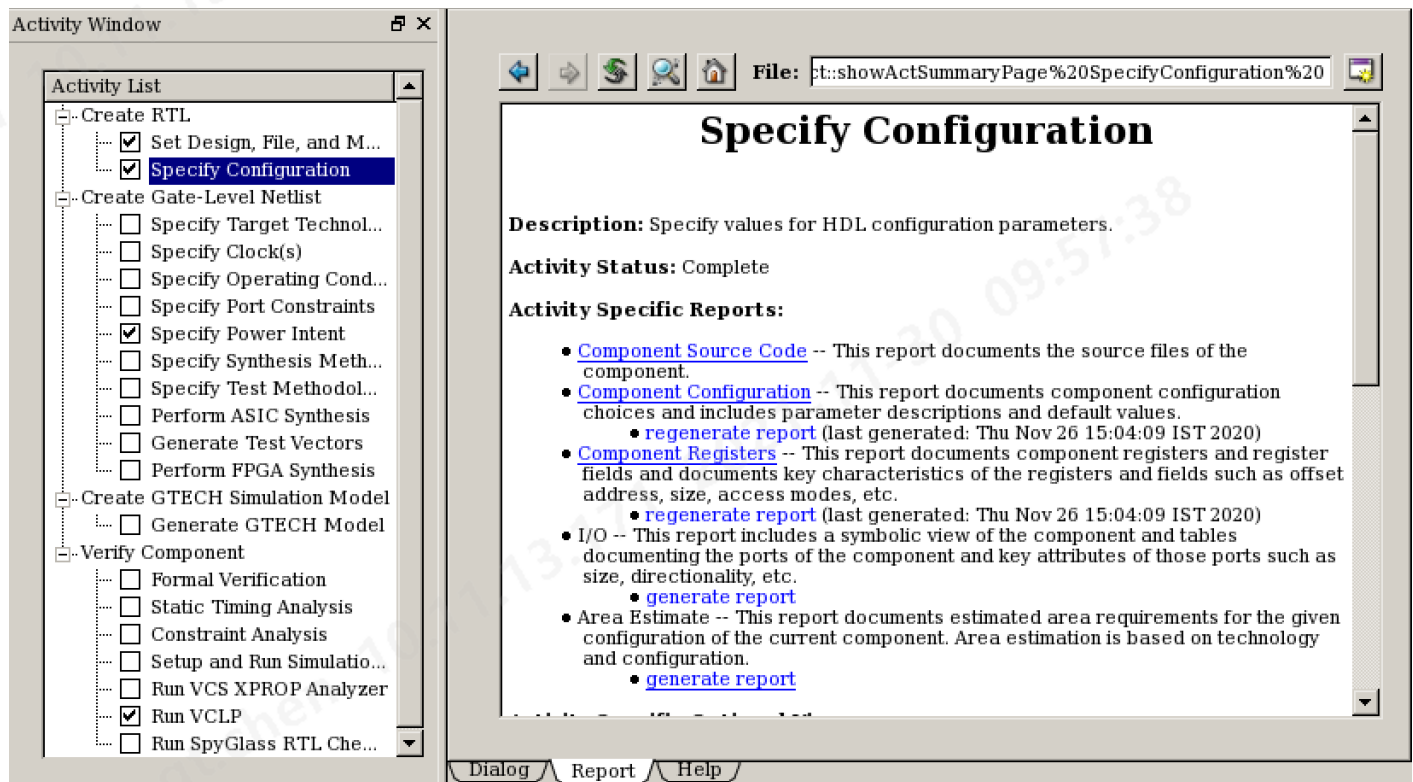 Activity Window
Activity List
Create RTL
Set Design, File, and M...
Specify Configuration
Create Gate-Level Netlist
Specify Target Technol...
Specify Clock(s)
Specify Operating Cond...
Specify Port Constraints
Specify Power Intent
Specify Synthesis Meth...
Specify Test Methodol...
Perform ASIC Synthesis
Generate Test Vectors
Perform FPGA Synthesis
Create GTECH Simulation Model
Generate GTECH Model
Verify Component
Formal Verification
Static Timing Analysis
Constraint Analysis
Setup and Run Simulatio...
Run VCS XPROP Analyzer
Run VCLP
Run SpyGlass RTL Che...
File: ct::showActSummaryPage%20SpecifyConfiguration%20
Specify Configuration
Description: Specify values for HDL configuration parameters.
Activity Status: Complete
Activity Specific Reports:
Component Source Code -- This report documents the source files of the
component.
Component Configuration -- This report documents component configuration
choices and includes parameter descriptions and default values.
regenerate report (last generated: Thu Nov 26 15:04:09 IST 2020)
Component Registers -- This report documents component registers and register
fields and documents key characteristics of the registers and fields such as offset
address, size, access modes, etc.
regenerate report (last generated: Thu Nov 26 15:04:09 IST 2020)
I/O -- This report includes a symbolic view of the component and tables
documenting the ports of the component and key attributes of those ports such as
size, directionality, etc.
generate report
Area Estimate -- This report documents estimated area requirements for the given
configuration of the current component. Area estimation is based on technology
and configuration.
generate report
Dialog
Report
Help
11-30 09:57:38